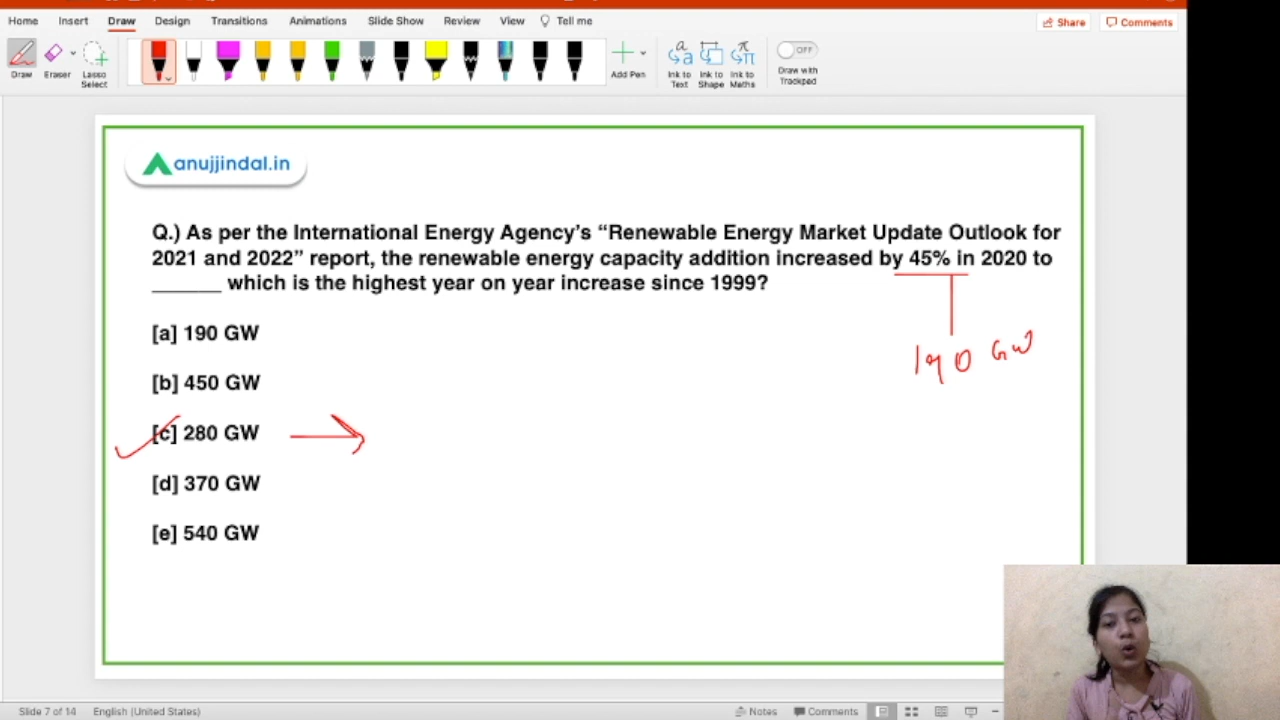 Home Insert Draw Design Transitions Animations Slide Show Review View Tell me Share Comments
Draw Eraser Lasso Select Add Pen Ink to Text Ink to Shape Ink to Maths OFF Draw with Trackpad
anujjindal.in
Q.) As per the International Energy Agency’s “Renewable Energy Market Update Outlook for
2021 and 2022” report, the renewable energy capacity addition increased by 45% in 2020 to
______ which is the highest year on year increase since 1999?
[a] 190 GW
190 GW
[b] 450 GW
[c] 280 GW
[d] 370 GW
[e] 540 GW
Slide 7 of 14 English (United States) Notes Comments